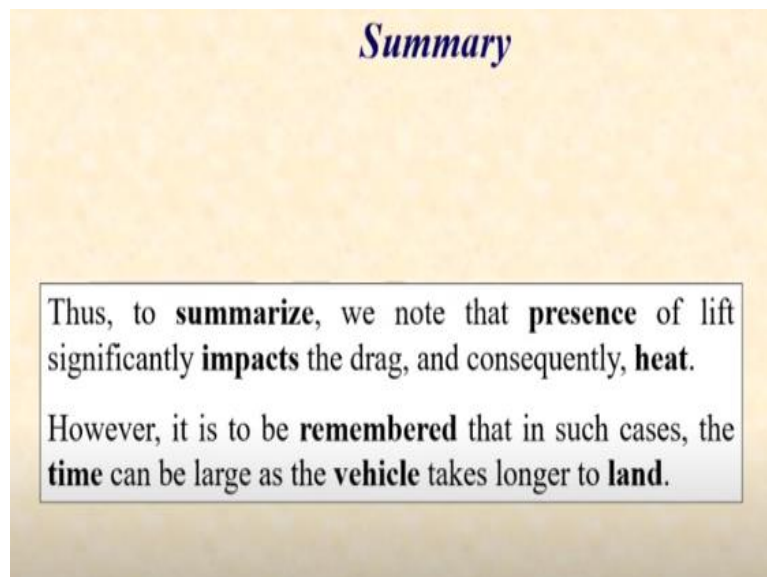 Summary
Thus, to summarize, we note that presence of lift
significantly impacts the drag, and consequently, heat.
However, it is to be remembered that in such cases, the
time can be large as the vehicle takes longer to land.